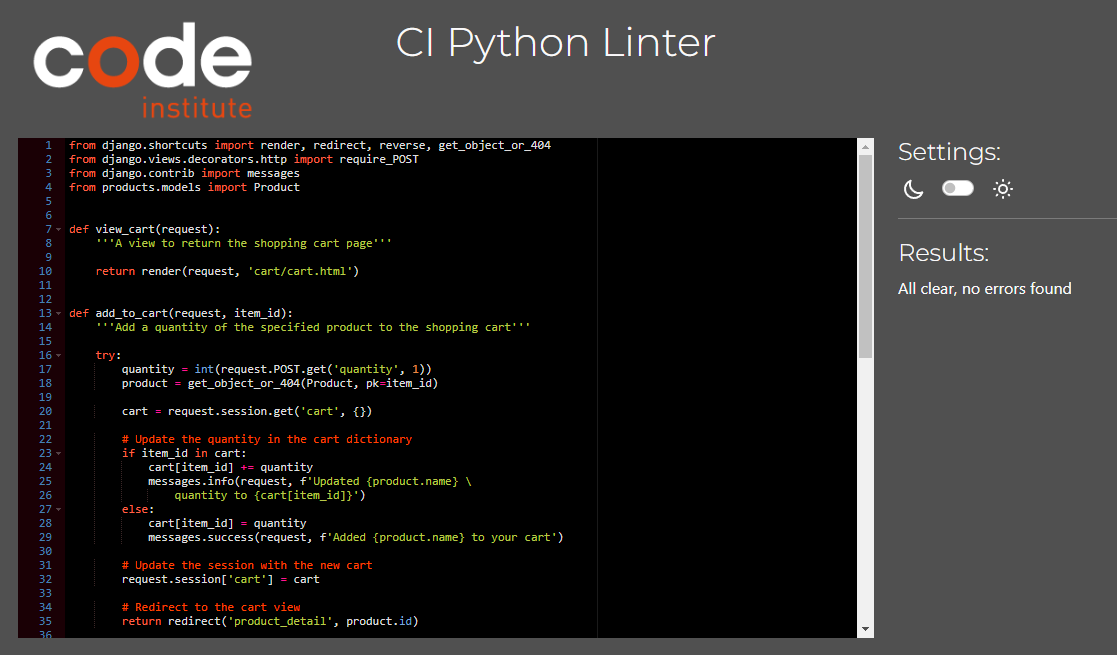 code
institute
CI Python Linter
1 from django.shortcuts import render, redirect, reverse, get_object_or_404
2 from django.views.decorators.http import require_POST
3 from django.contrib import messages
4 from products.models import Product
5
6
7 def view_cart(request):
8     '''A view to return the shopping cart page'''
9
10     return render(request, 'cart/cart.html')
11
12
13 def add_to_cart(request, item_id):
14     '''Add a quantity of the specified product to the shopping cart'''
15
16     try:
17         quantity = int(request.POST.get('quantity', 1))
18         product = get_object_or_404(Product, pk=item_id)
19
20         cart = request.session.get('cart', {})
21
22         # Update the quantity in the cart dictionary
23         if item_id in cart:
24             cart[item_id] += quantity
25             messages.info(request, f'Updated {product.name} \
26                 quantity to {cart[item_id]}')
27         else:
28             cart[item_id] = quantity
29             messages.success(request, f'Added {product.name} to your cart')
30
31         # Update the session with the new cart
32         request.session['cart'] = cart
33
34         # Redirect to the cart view
35         return redirect('product_detail', product.id)
36
Settings:
Results:
All clear, no errors found